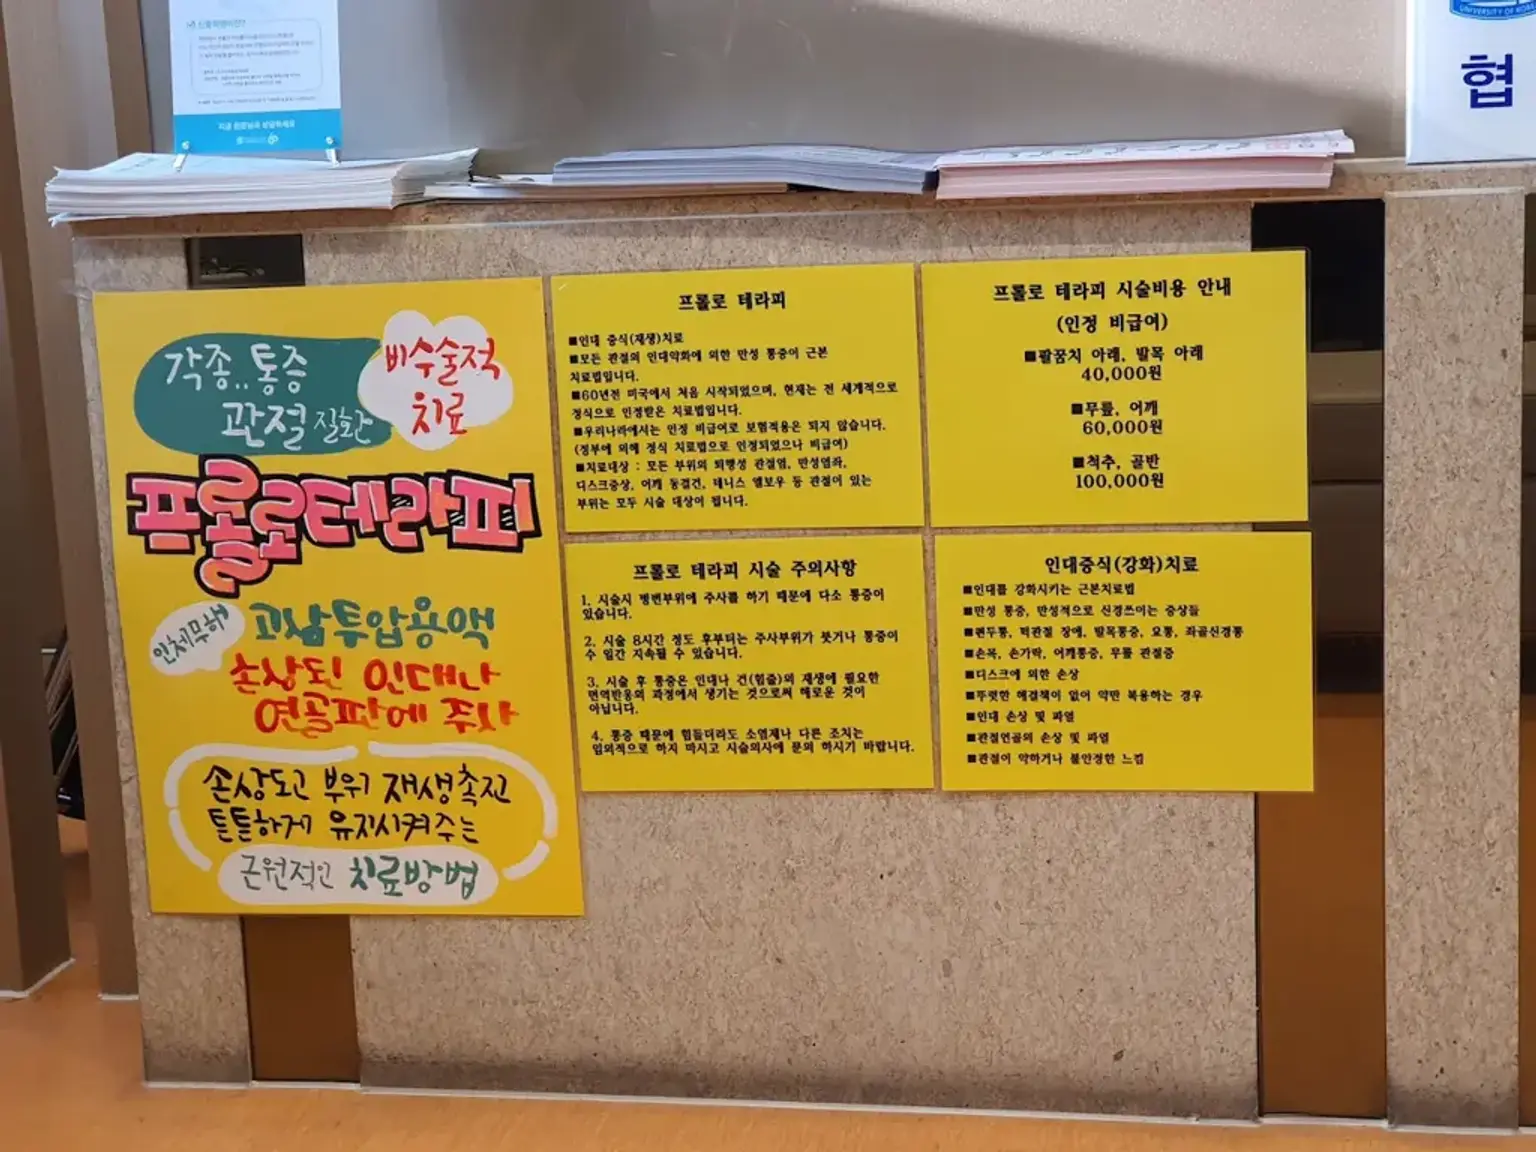 지금 원장님과 상담하세요
UNIVERSITY OF
협
각종.. 통증
관절 질환
비수술적
치료
프롤로테라피
인체무해
고삼투압용액
손상된 인대나
연골판에 주사
손상되고 부위 재생촉진
튼튼하게 유지시켜주는
근원적인 치료방법
프롤로 테라피
■인대 증식(재생)치료
■모든 관절의 인대약화에 의한 만성 통증이 근본
치료법입니다.
■60년전 미국에서 처음 시작되었으며, 현재는 전 세계적으로
정식으로 인정받은 치료법입니다.
■우리나라에서는 인정 비급여로 보험적용은 되지 않습니다.
(정부에 의해 정식 치료법으로 인정되었으나 비급여)
■치료대상 : 모든 부위의 퇴행성 관절염, 만성염좌,
디스크증상, 어깨 동결견, 테니스 엘보우 등 관절이 있는
부위는 모두 시술 대상이 됩니다.
프롤로 테라피 시술비용 안내
(인정 비급여)
■팔꿈치 아래, 발목 아래
40,000원
■무릎, 어깨
60,000원
■척추, 골반
100,000원
프롤로 테라피 시술 주의사항
1. 시술시 병변부위에 주사를 하기 때문에 다소 통증이
있습니다.
2. 시술 8시간 정도 후부터는 주사부위가 붓거나 통증이
수 일간 지속될 수 있습니다.
3. 시술 후 통증은 인대나 건(힘줄)의 재생에 필요한
면역반응의 과정에서 생기는 것으로써 해로운 것이
아닙니다.
4. 통증 때문에 힘들더라도 소염제나 다른 조치는
임의적으로 하지 마시고 시술의사에 문의 하시기 바랍니다.
인대증식(강화)치료
■인대를 강화시키는 근본치료법
■만성 통증, 만성적으로 신경쓰이는 증상들
■편두통, 턱관절 장애, 발목통증, 요통, 좌골신경통
■손목, 손가락, 어깨통증, 무릎 관절증
■디스크에 의한 손상
■뚜렷한 해결책이 없어 약만 복용하는 경우
■인대 손상 및 파열
■관절연골의 손상 및 파열
■관절이 약하거나 불안정한 느낌